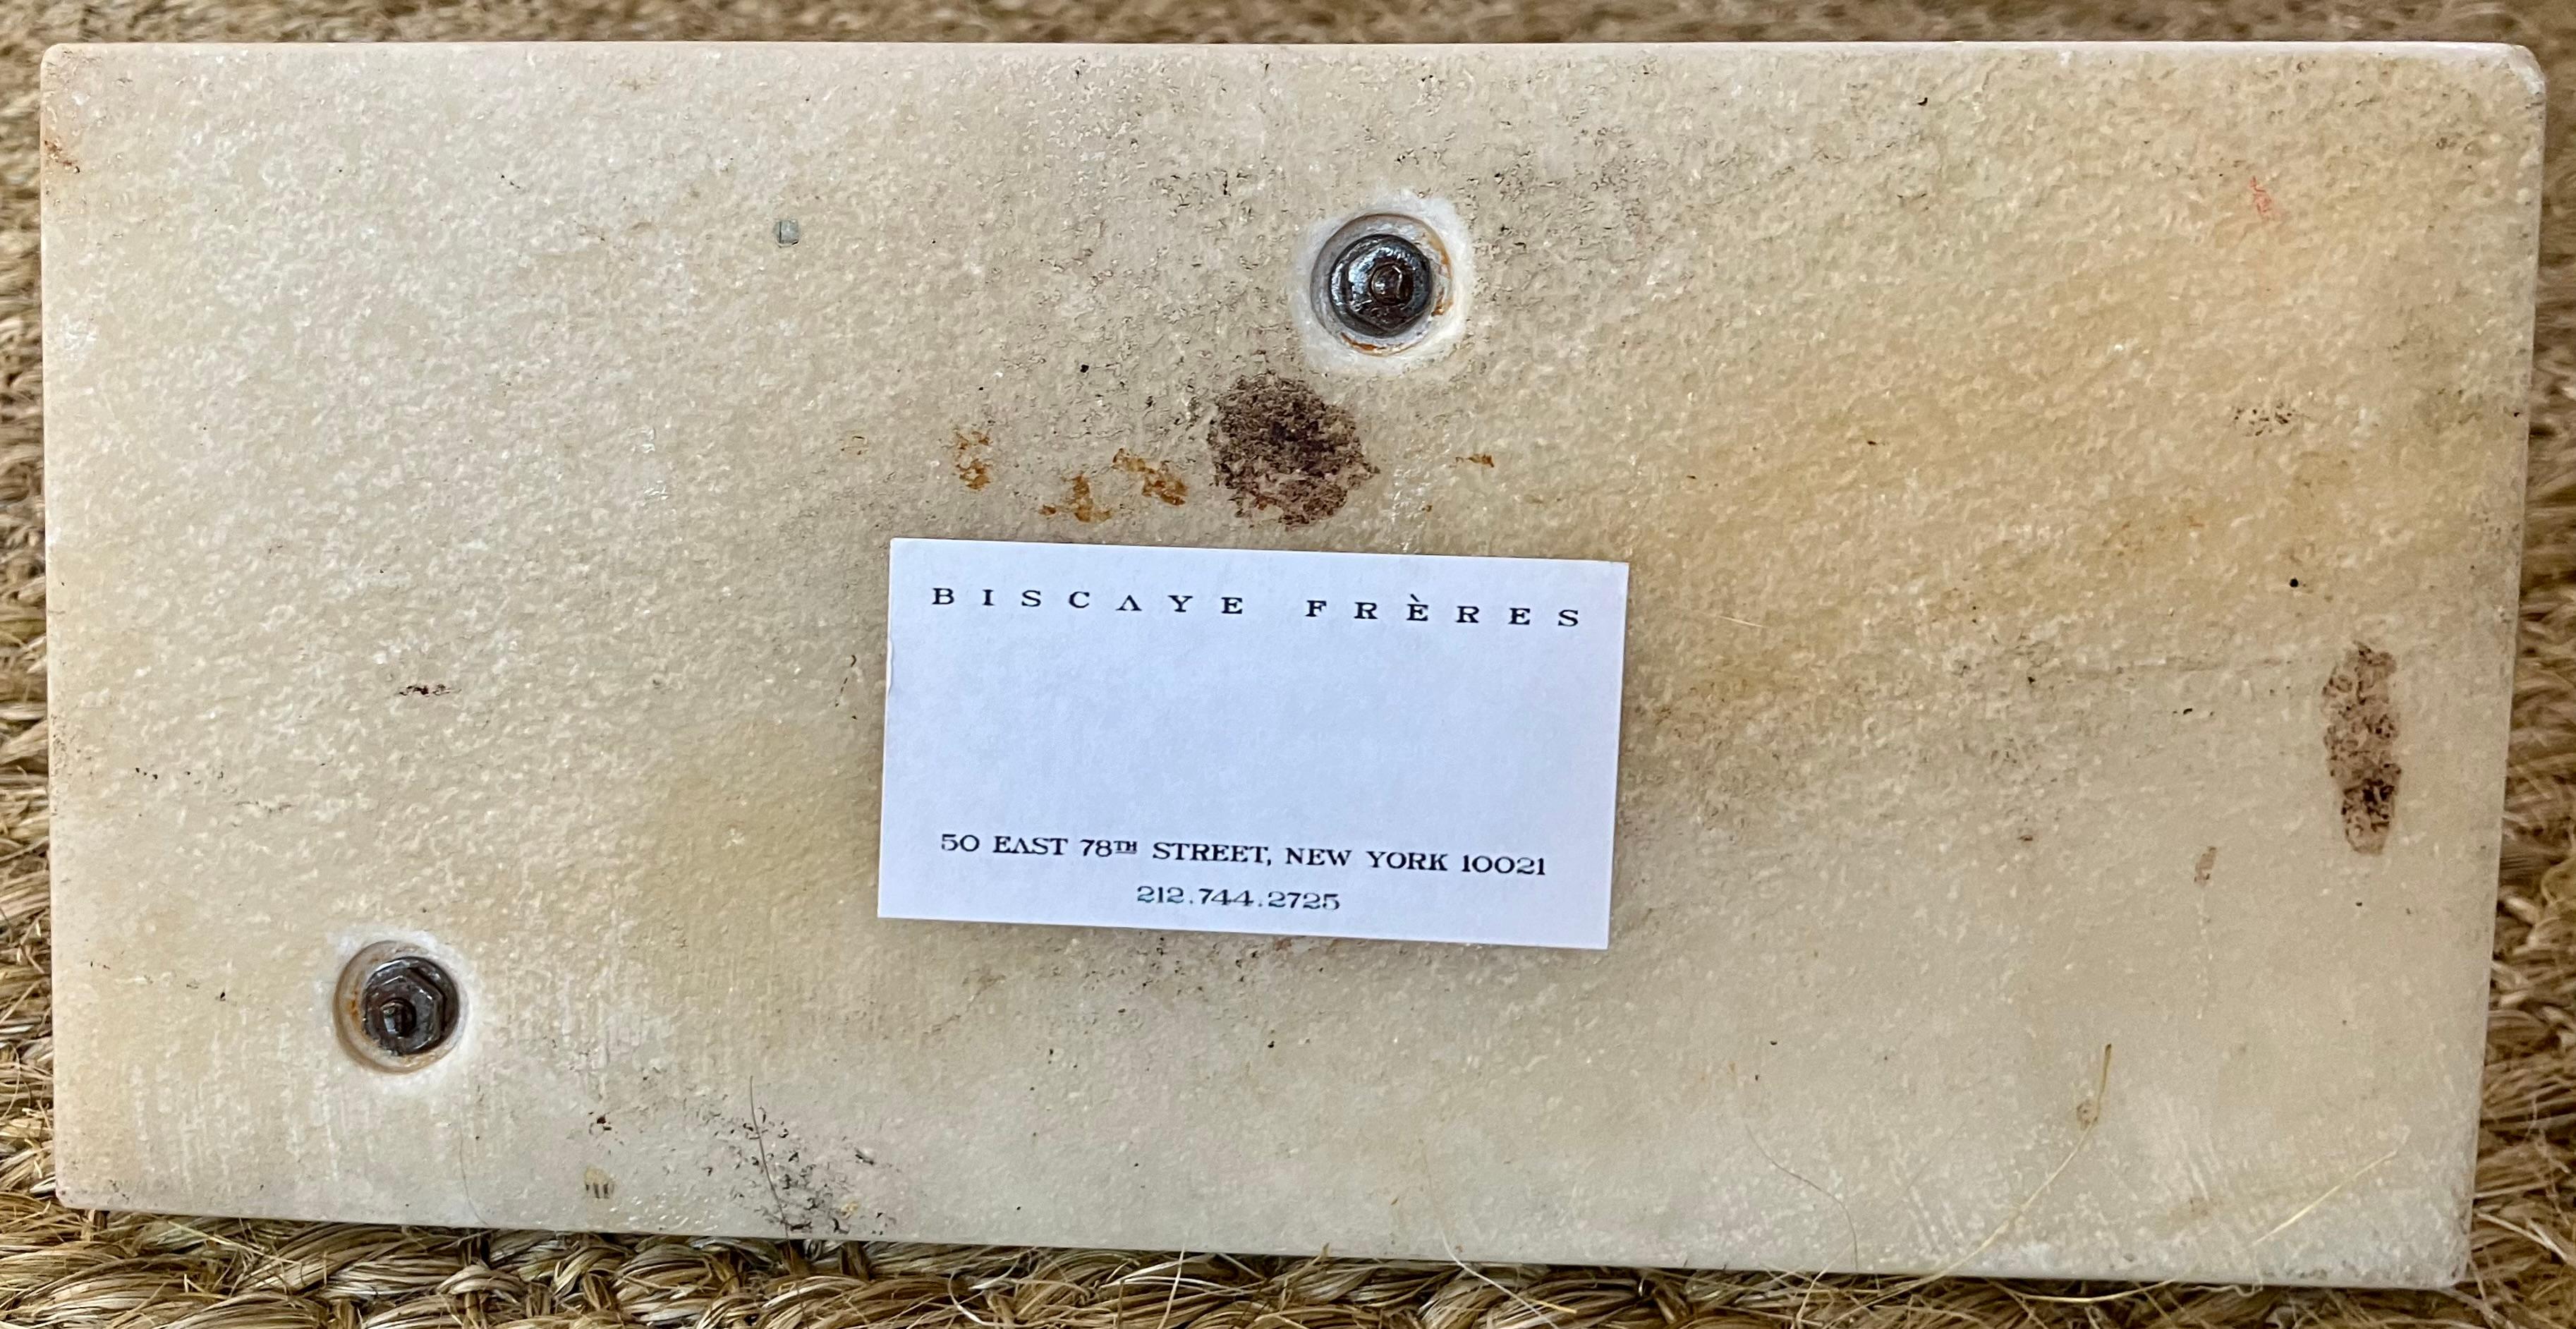 BISCAYE FRÈRES
50 EAST 78TH STREET, NEW YORK 10021
212.744.2725